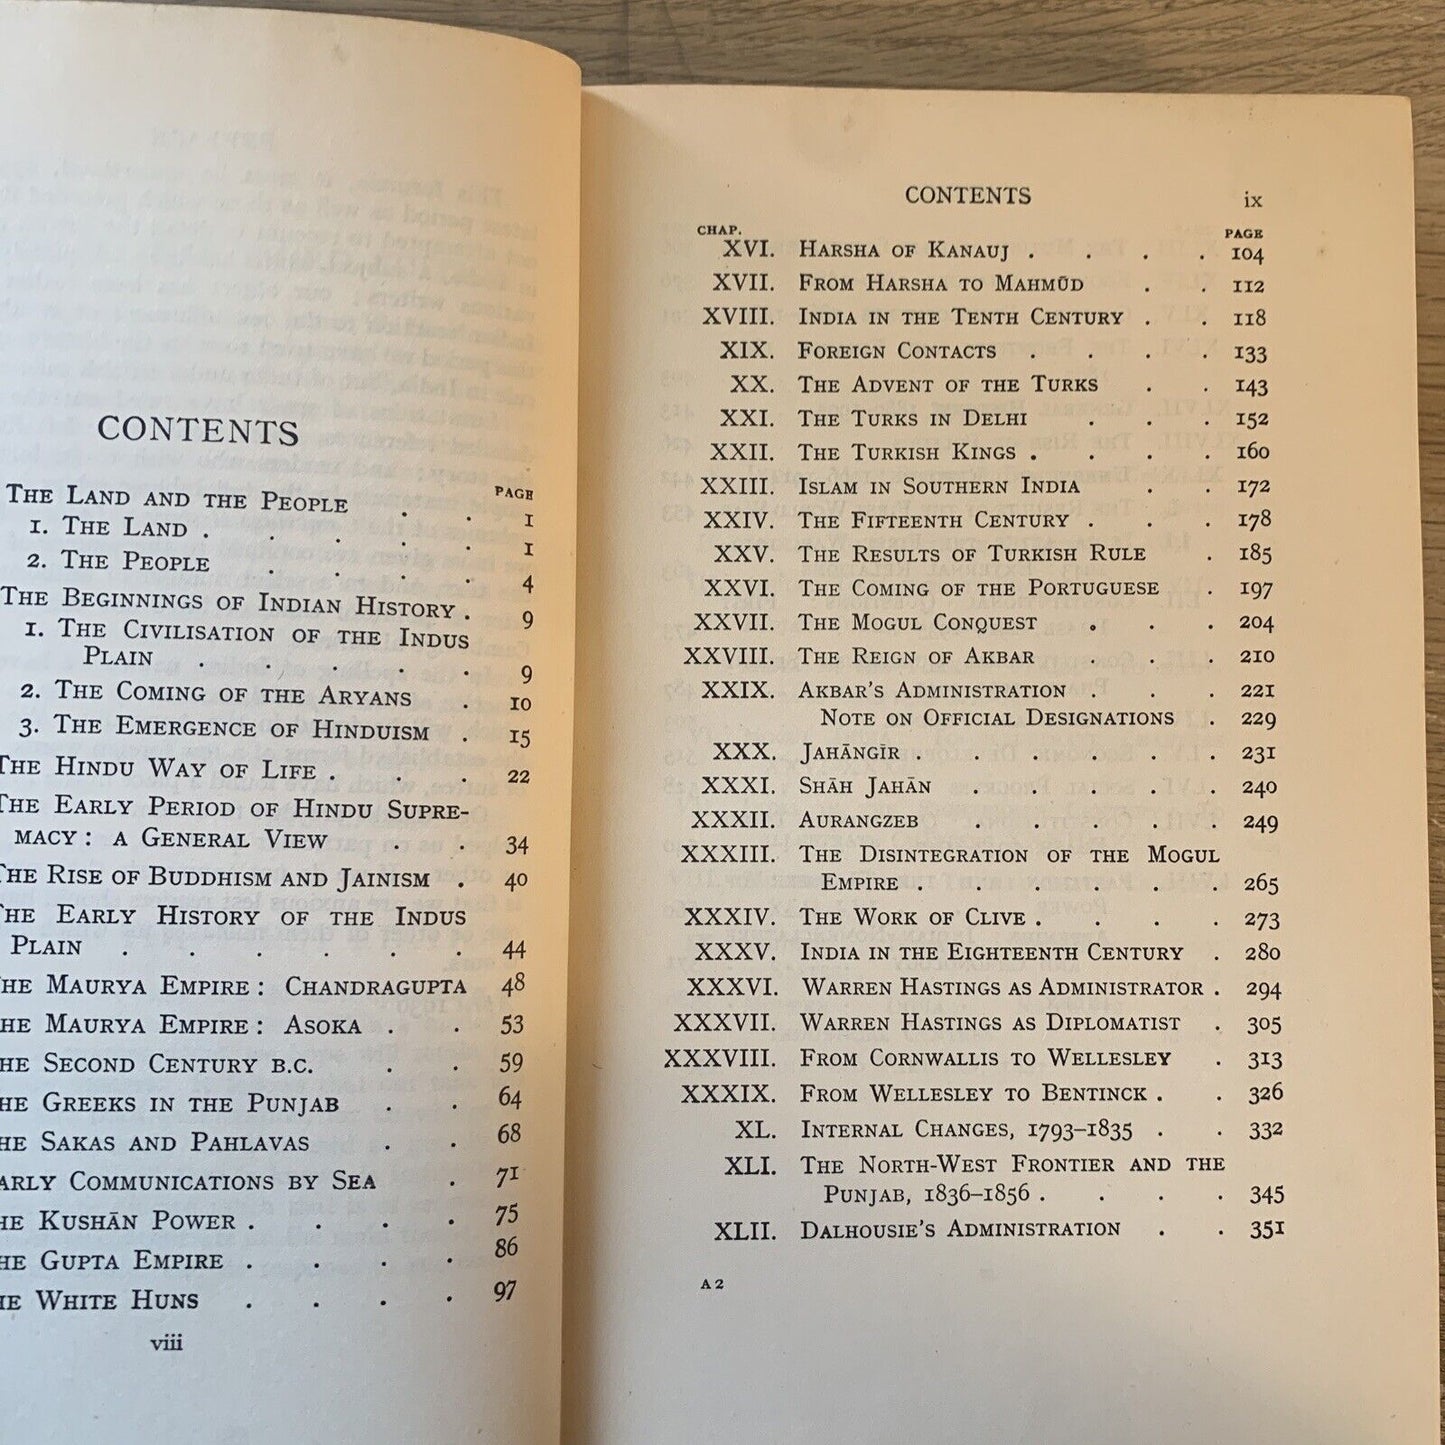 CONTENTS
PAGE
THE LAND AND THE PEOPLE . . 1
1. THE LAND . . . . . 1
2. THE PEOPLE . . . . 4
THE BEGINNINGS OF INDIAN HISTORY . 9
1. THE CIVILISATION OF THE INDUS
PLAIN . . . . . 9
2. THE COMING OF THE ARYANS . 10
3. THE EMERGENCE OF HINDUISM . 15
THE HINDU WAY OF LIFE . . . 22
THE EARLY PERIOD OF HINDU SUPRE-
MACY : A GENERAL VIEW . . 34
THE RISE OF BUDDHISM AND JAINISM . 40
THE EARLY HISTORY OF THE INDUS
PLAIN . . . . . . 44
HE MAURYA EMPIRE : CHANDRAGUPTA 48
HE MAURYA EMPIRE : ASOKA . . 53
HE SECOND CENTURY B.C. . . 59
HE GREEKS IN THE PUNJAB . . 64
HE SAKAS AND PAHLAVAS . . 68
ARLY COMMUNICATIONS BY SEA . 71
HE KUSHĀN POWER . . . . 75
HE GUPTA EMPIRE . . . . 86
HE WHITE HUNS . . . . 97
viii
CONTENTS ix
CHAP. PAGE
XVI. HARSHA OF KANAUJ . . . . 104
XVII. FROM HARSHA TO MAHMŪD . . 112
XVIII. INDIA IN THE TENTH CENTURY . . 118
XIX. FOREIGN CONTACTS . . . . 133
XX. THE ADVENT OF THE TURKS . . 143
XXI. THE TURKS IN DELHI . . . 152
XXII. THE TURKISH KINGS . . . . 160
XXIII. ISLAM IN SOUTHERN INDIA . . 172
XXIV. THE FIFTEENTH CENTURY . . . 178
XXV. THE RESULTS OF TURKISH RULE . 185
XXVI. THE COMING OF THE PORTUGUESE . 197
XXVII. THE MOGUL CONQUEST . . . 204
XXVIII. THE REIGN OF AKBAR . . . 210
XXIX. AKBAR'S ADMINISTRATION . . . 221
NOTE ON OFFICIAL DESIGNATIONS . 229
XXX. JAHĀNGĪR . . . . . . 231
XXXI. SHĀH JAHĀN . . . . . 240
XXXII. AURANGZEB . . . . . 249
XXXIII. THE DISINTEGRATION OF THE MOGUL
EMPIRE . . . . . . 265
XXXIV. THE WORK OF CLIVE . . . . 273
XXXV. INDIA IN THE EIGHTEENTH CENTURY . 280
XXXVI. WARREN HASTINGS AS ADMINISTRATOR . 294
XXXVII. WARREN HASTINGS AS DIPLOMATIST . 305
XXXVIII. FROM CORNWALLIS TO WELLESLEY . 313
XXXIX. FROM WELLESLEY TO BENTINCK . . 326
XL. INTERNAL CHANGES, 1793–1835 . . 332
XLI. THE NORTH-WEST FRONTIER AND THE
PUNJAB, 1836–1856 . . . . 345
XLII. DALHOUSIE'S ADMINISTRATION . . 351
A 2